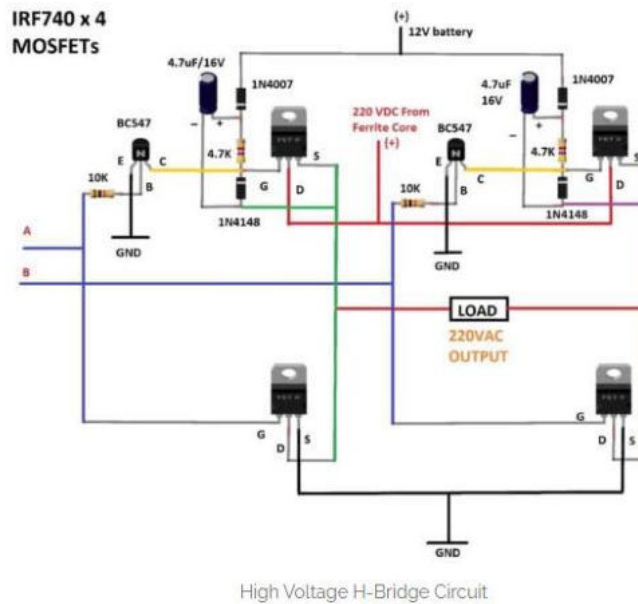 IRF740 x 4
MOSFETs
(+)
12V battery
4.7uF/16V
1N4007
4.7uF
16V
1N4007
BC547
220 VDC From
Ferrite Core
(+)
BC547
+
–
4.7K
S
G
D
E
C
B
10K
1N4148
GND
+
–
4.7K
S
G
D
E
C
B
10K
1N4148
GND
A
B
LOAD
220VAC
OUTPUT
G
D
S
G
D
S
GND
High Voltage H-Bridge Circuit